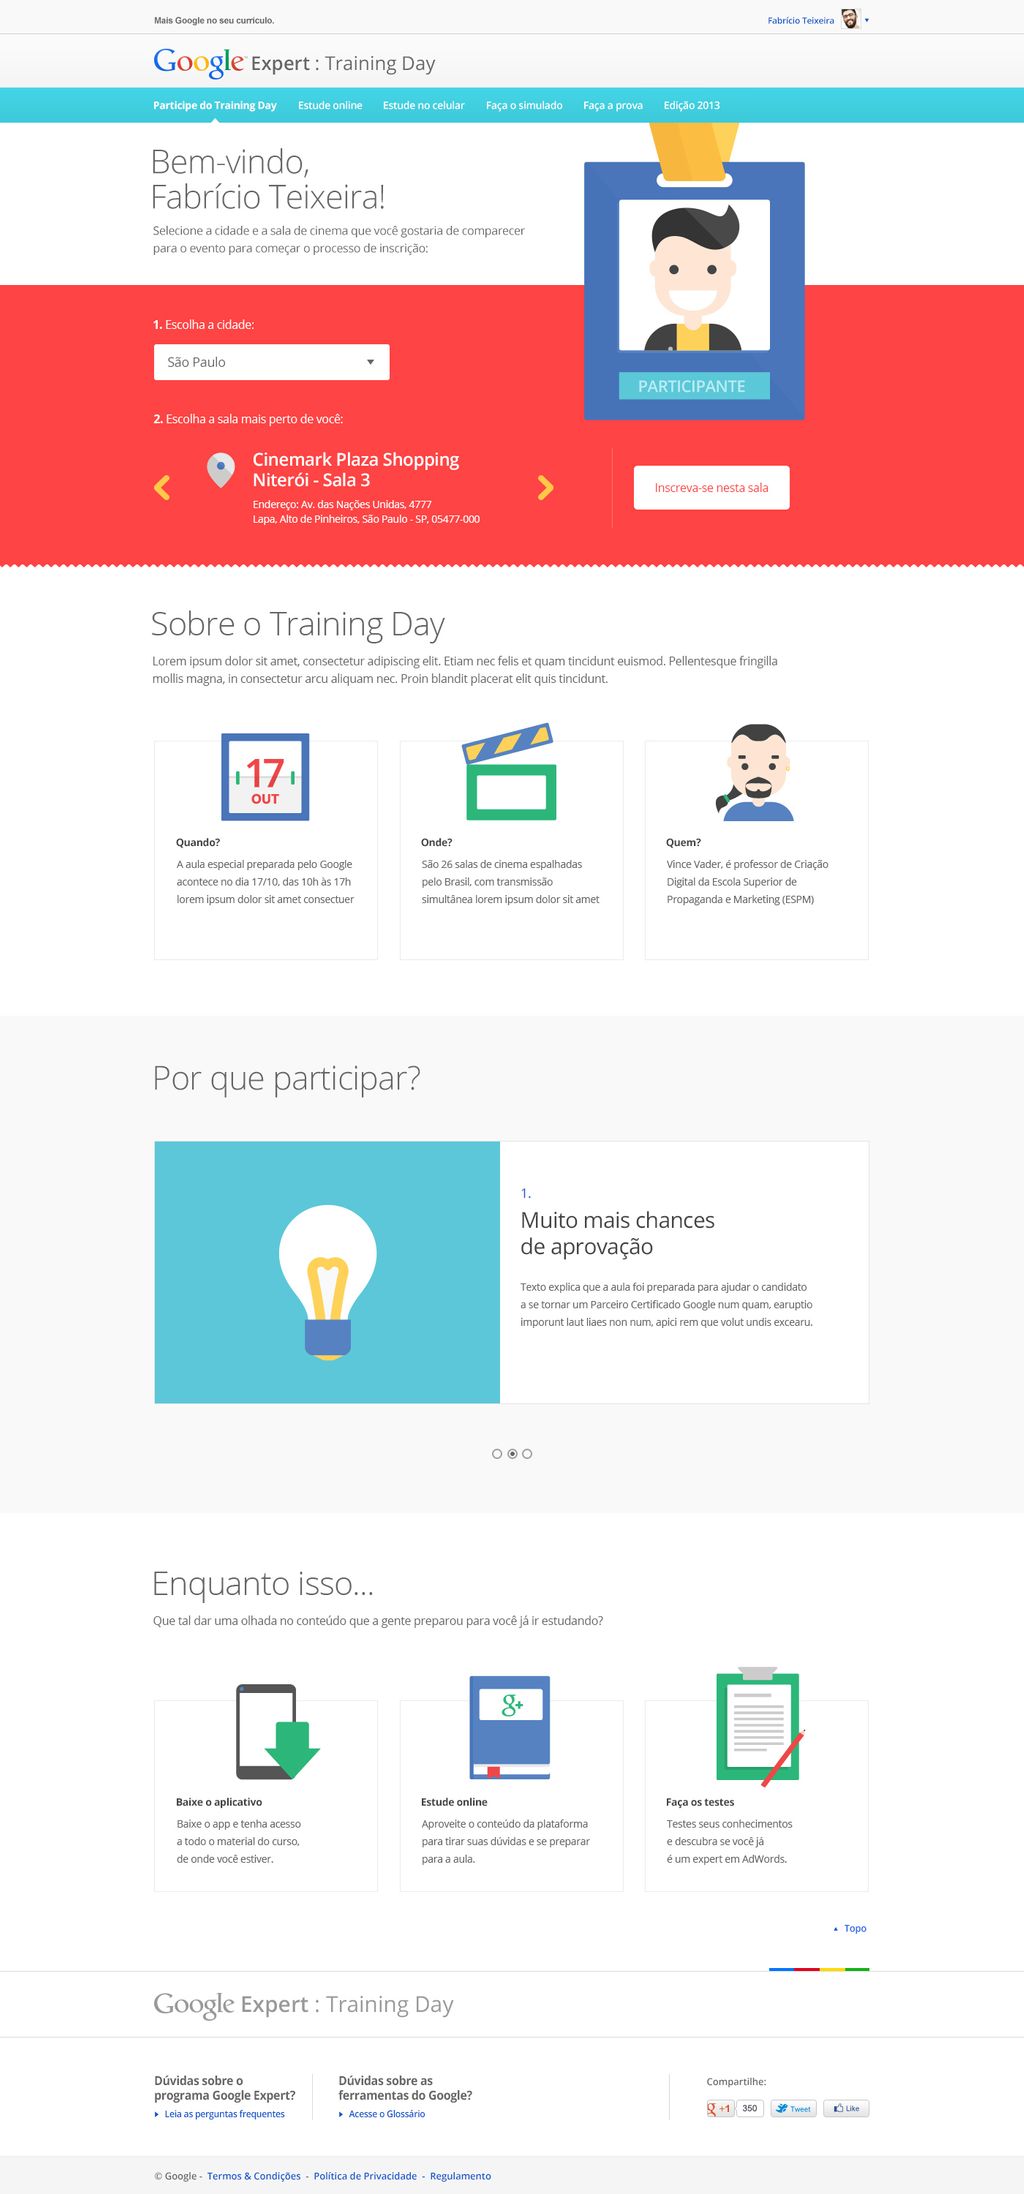 Mais Google no seu currículo.
Fabrício Teixeira
Google Expert : Training Day
Participe do Training Day
Estude online
Estude no celular
Faça o simulado
Faça a prova
Edição 2013
Bem-vindo,
Fabrício Teixeira!
Selecione a cidade e a sala de cinema que você gostaria de comparecer
para o evento para começar o processo de inscrição:
PARTICIPANTE
1. Escolha a cidade:
São Paulo
2. Escolha a sala mais perto de você:
Cinemark Plaza Shopping
Niterói - Sala 3
Endereço: Av. das Nações Unidas, 4777
Lapa, Alto de Pinheiros, São Paulo - SP, 05477-000
Inscreva-se nesta sala
Sobre o Training Day
Lorem ipsum dolor sit amet, consectetur adipiscing elit. Etiam nec felis et quam tincidunt euismod. Pellentesque fringilla
mollis magna, in consectetur arcu aliquam nec. Proin blandit placerat elit quis tincidunt.
17
OUT
Quando?
A aula especial preparada pelo Google
acontece no dia 17/10, das 10h às 17h
lorem ipsum dolor sit amet consectuer
Onde?
São 26 salas de cinema espalhadas
pelo Brasil, com transmissão
simultânea lorem ipsum dolor sit amet
Quem?
Vince Vader, é professor de Criação
Digital da Escola Superior de
Propaganda e Marketing (ESPM)
Por que participar?
1.
Muito mais chances
de aprovação
Texto explica que a aula foi preparada para ajudar o candidato
a se tornar um Parceiro Certificado Google num quam, earuptio
imporunt laut liaes non num, apici rem que volut undis excearu.
Enquanto isso...
Que tal dar uma olhada no conteúdo que a gente preparou para você já ir estudando?
g+
Baixe o aplicativo
Baixe o app e tenha acesso
a todo o material do curso,
de onde você estiver.
Estude online
Aproveite o conteúdo da plataforma
para tirar suas dúvidas e se preparar
para a aula.
Faça os testes
Testes seus conhecimentos
e descubra se você já
é um expert em AdWords.
Topo
Google Expert : Training Day
Dúvidas sobre o
programa Google Expert?
Leia as perguntas frequentes
Dúvidas sobre as
ferramentas do Google?
Acesse o Glossário
Compartilhe:
g +1
350
Tweet
Like
© Google - Termos & Condições - Política de Privacidade - Regulamento